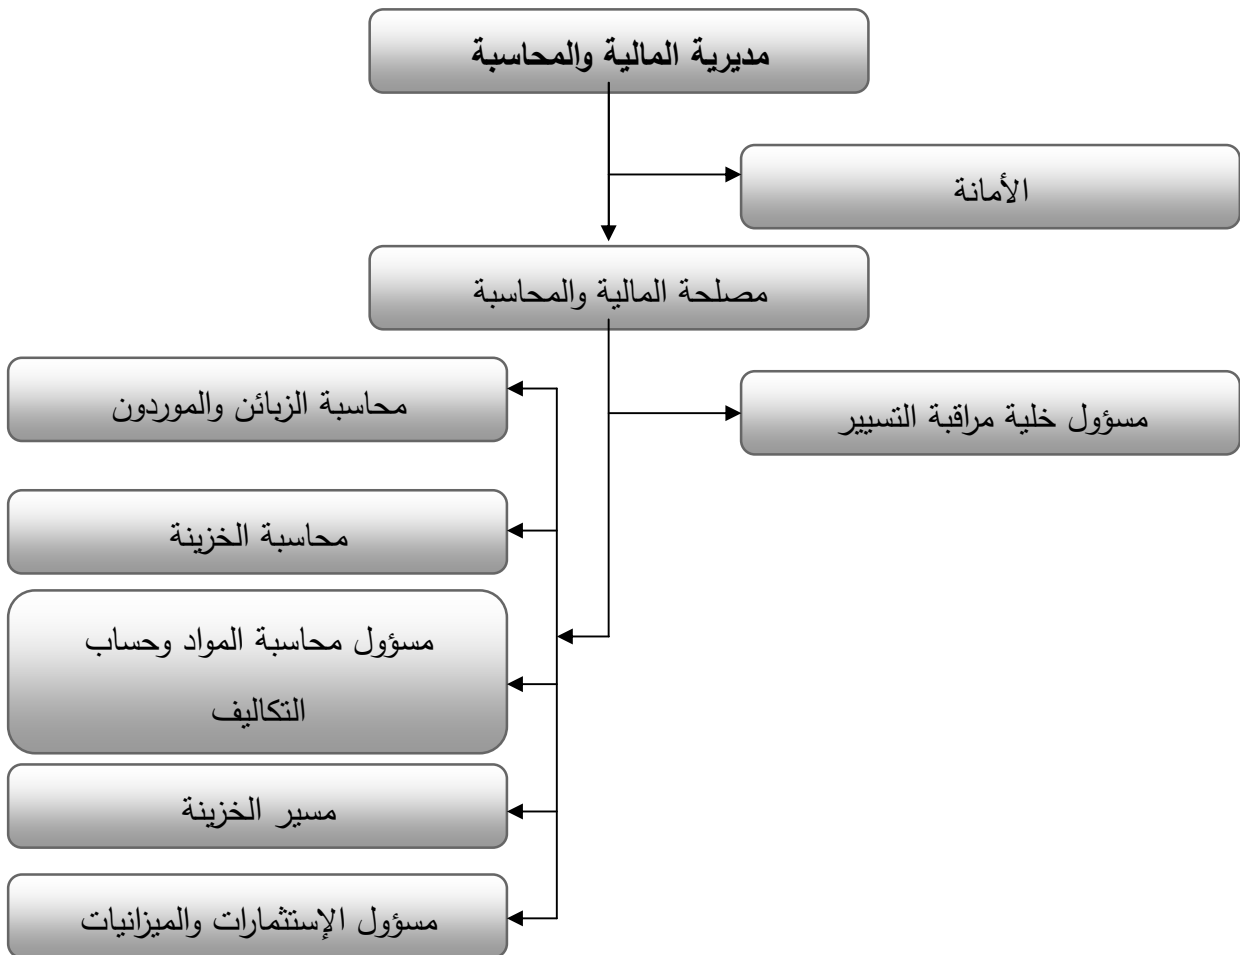 مديرية المالية والمحاسبة
الأمانة
مصلحة المالية والمحاسبة
مسؤول خلية مراقبة التسيير
محاسبة الزبائن والموردون
محاسبة الخزينة
مسؤول محاسبة المواد وحساب
التكاليف
مسير الخزينة
مسؤول الإستثمارات والميزانيات